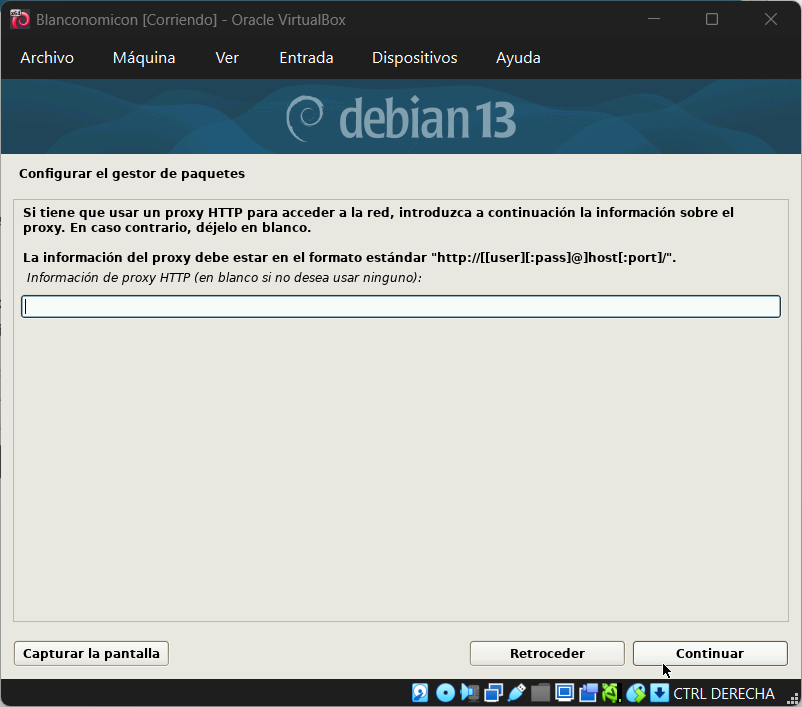 Blanconomicon [Corriendo] - Oracle VirtualBox
Archivo Máquina Ver Entrada Dispositivos Ayuda
debian 13
Configurar el gestor de paquetes
Si tiene que usar un proxy HTTP para acceder a la red, introduzca a continuación la información sobre el
proxy. En caso contrario, déjelo en blanco.
La información del proxy debe estar en el formato estándar "http://[[user][:pass]@]host[:port]/".
Información de proxy HTTP (en blanco si no desea usar ninguno):
Capturar la pantalla Retroceder Continuar
CTRL DERECHA